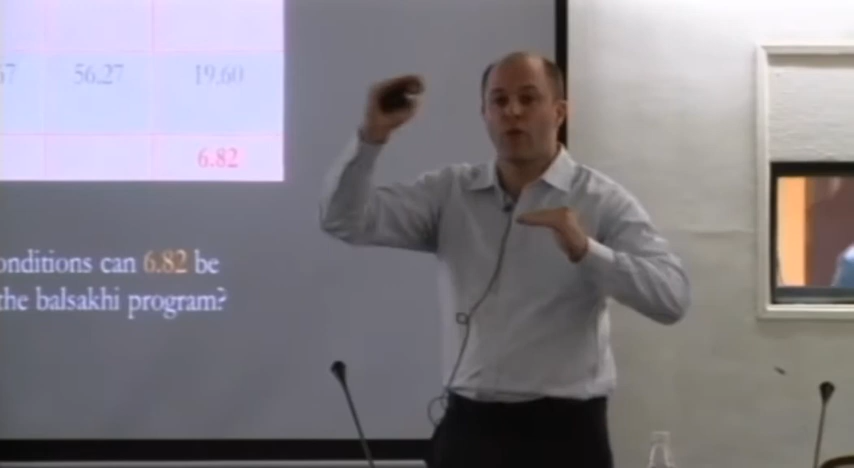 56.27 19.60
6.82
onditions can 6.82 be
the balsakhi program?